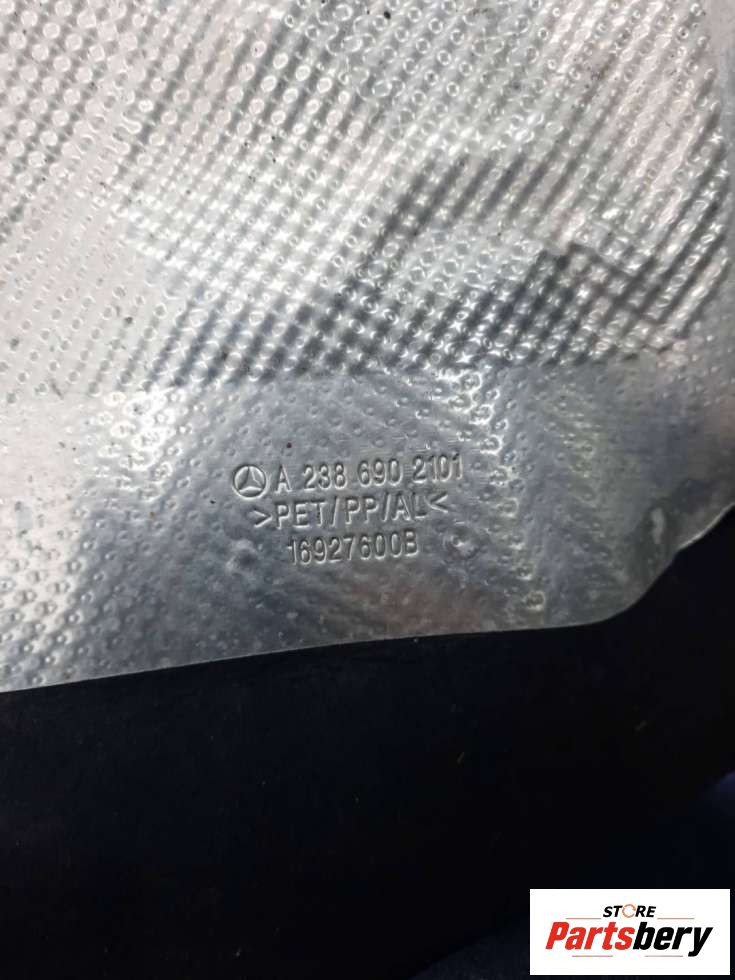 A 238 690 2101
>PET/PP/AL<
16927600B
STORE
Partsbery